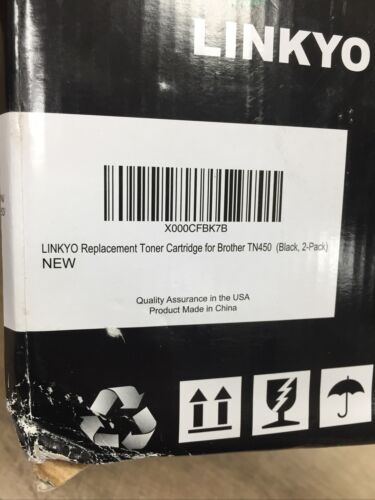 LINKYO
X000CFBK7B
LINKYO Replacement Toner Cartridge for Brother TN450 (Black, 2-Pack)
NEW
Quality Assurance in the USA
Product Made in China